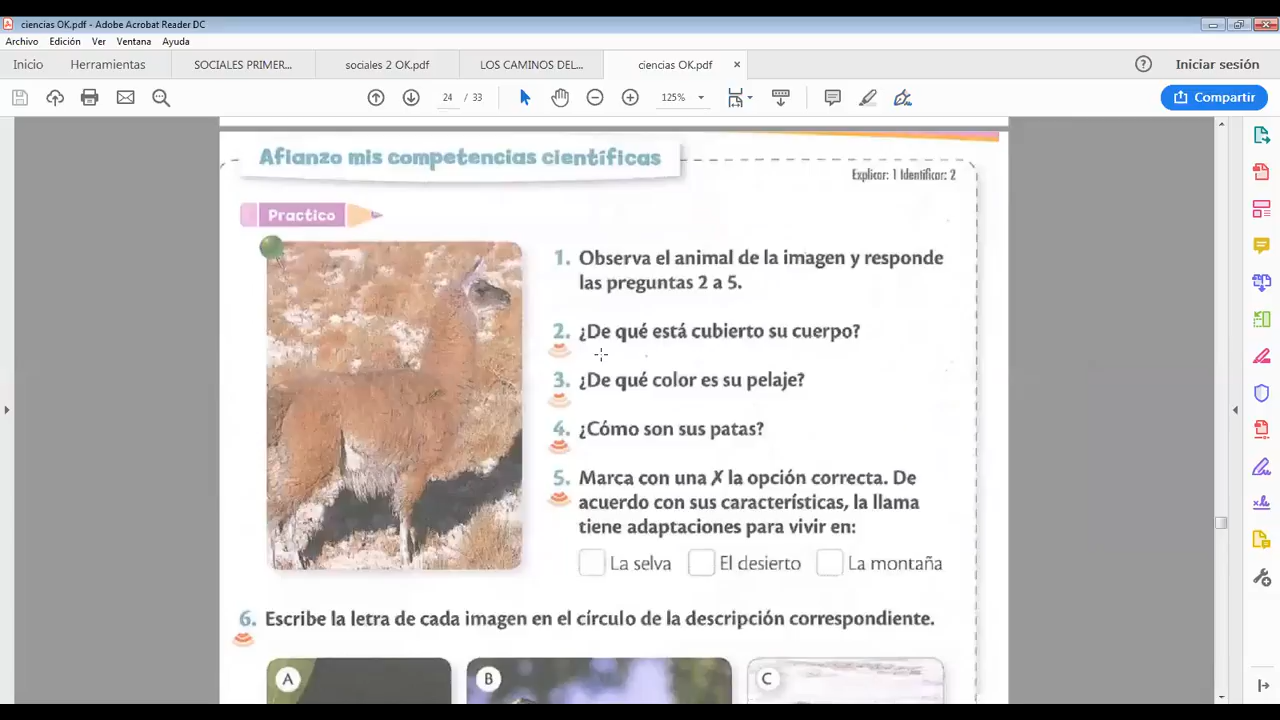 ciencias OK.pdf - Adobe Acrobat Reader DC
Archivo Edición Ver Ventana Ayuda
Inicio Herramientas SOCIALES PRIMER... sociales 2 OK.pdf LOS CAMINOS DEL... ciencias OK.pdf × Iniciar sesión
24 / 33 125% Compartir
Afianzo mis competencias científicas
Explicar: 1 Identificar: 2
Practico
1. Observa el animal de la imagen y responde
las preguntas 2 a 5.
2. ¿De qué está cubierto su cuerpo?
3. ¿De qué color es su pelaje?
4. ¿Cómo son sus patas?
5. Marca con una ✗ la opción correcta. De
acuerdo con sus características, la llama
tiene adaptaciones para vivir en:
La selva El desierto La montaña
6. Escribe la letra de cada imagen en el círculo de la descripción correspondiente.
A B C